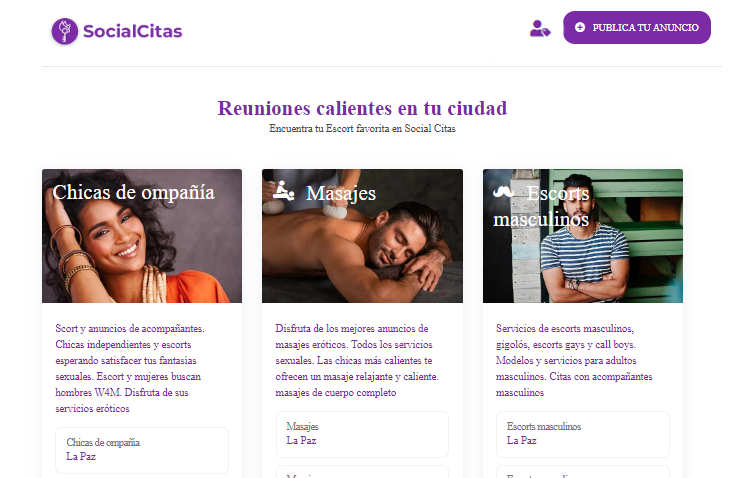 SocialCitas
PUBLICA TU ANUNCIO
Reuniones calientes en tu ciudad
Encuentra tu Escort favorita en Social Citas
Chicas de ompañía
Scort y anuncios de acompañantes.
Chicas independientes y escorts
esperando satisfacer tus fantasias
sexuales. Escort y mujeres buscan
hombres W4M. Disfruta de sus
servicios eróticos
Chicas de ompañía
La Paz
Masajes
Disfruta de los mejores anuncios de
masajes eróticos. Todos los servicios
sexuales. Las chicas más calientes te
ofrecen un masaje relajante y caliente.
masajes de cuerpo completo
Masajes
La Paz
Escorts
masculinos
Servicios de escorts masculinos,
gigolós, escorts gays y call boys.
Modelos y servicios para adultos
masculinos. Citas con acompañantes
masculinos
Escorts masculinos
La Paz